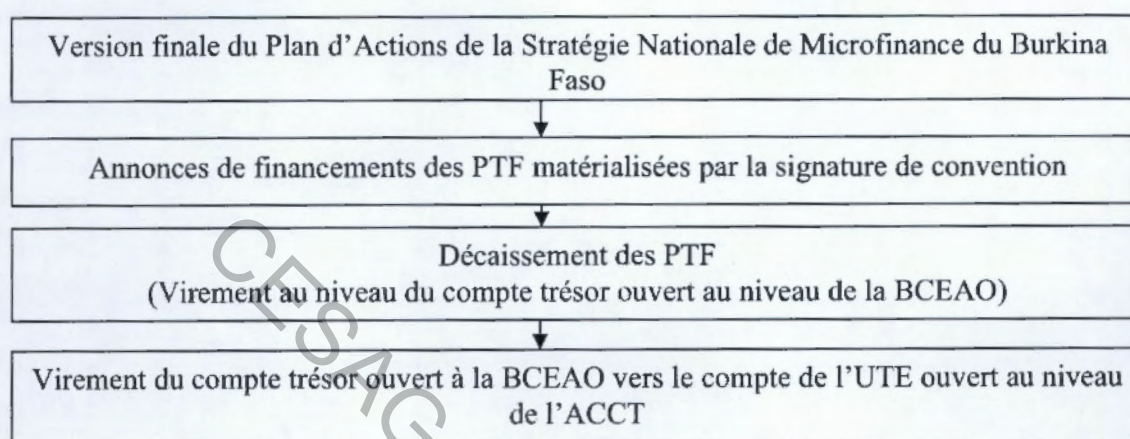 Version finale du Plan d'Actions de la Stratégie Nationale de Microfinance du Burkina
Faso
Annonces de financements des PTF matérialisées par la signature de convention
Décaissement des PTF
(Virement au niveau du compte trésor ouvert au niveau de la BCEAO)
Virement du compte trésor ouvert à la BCEAO vers le compte de l'UTE ouvert au niveau
de l'ACCT
CESAG